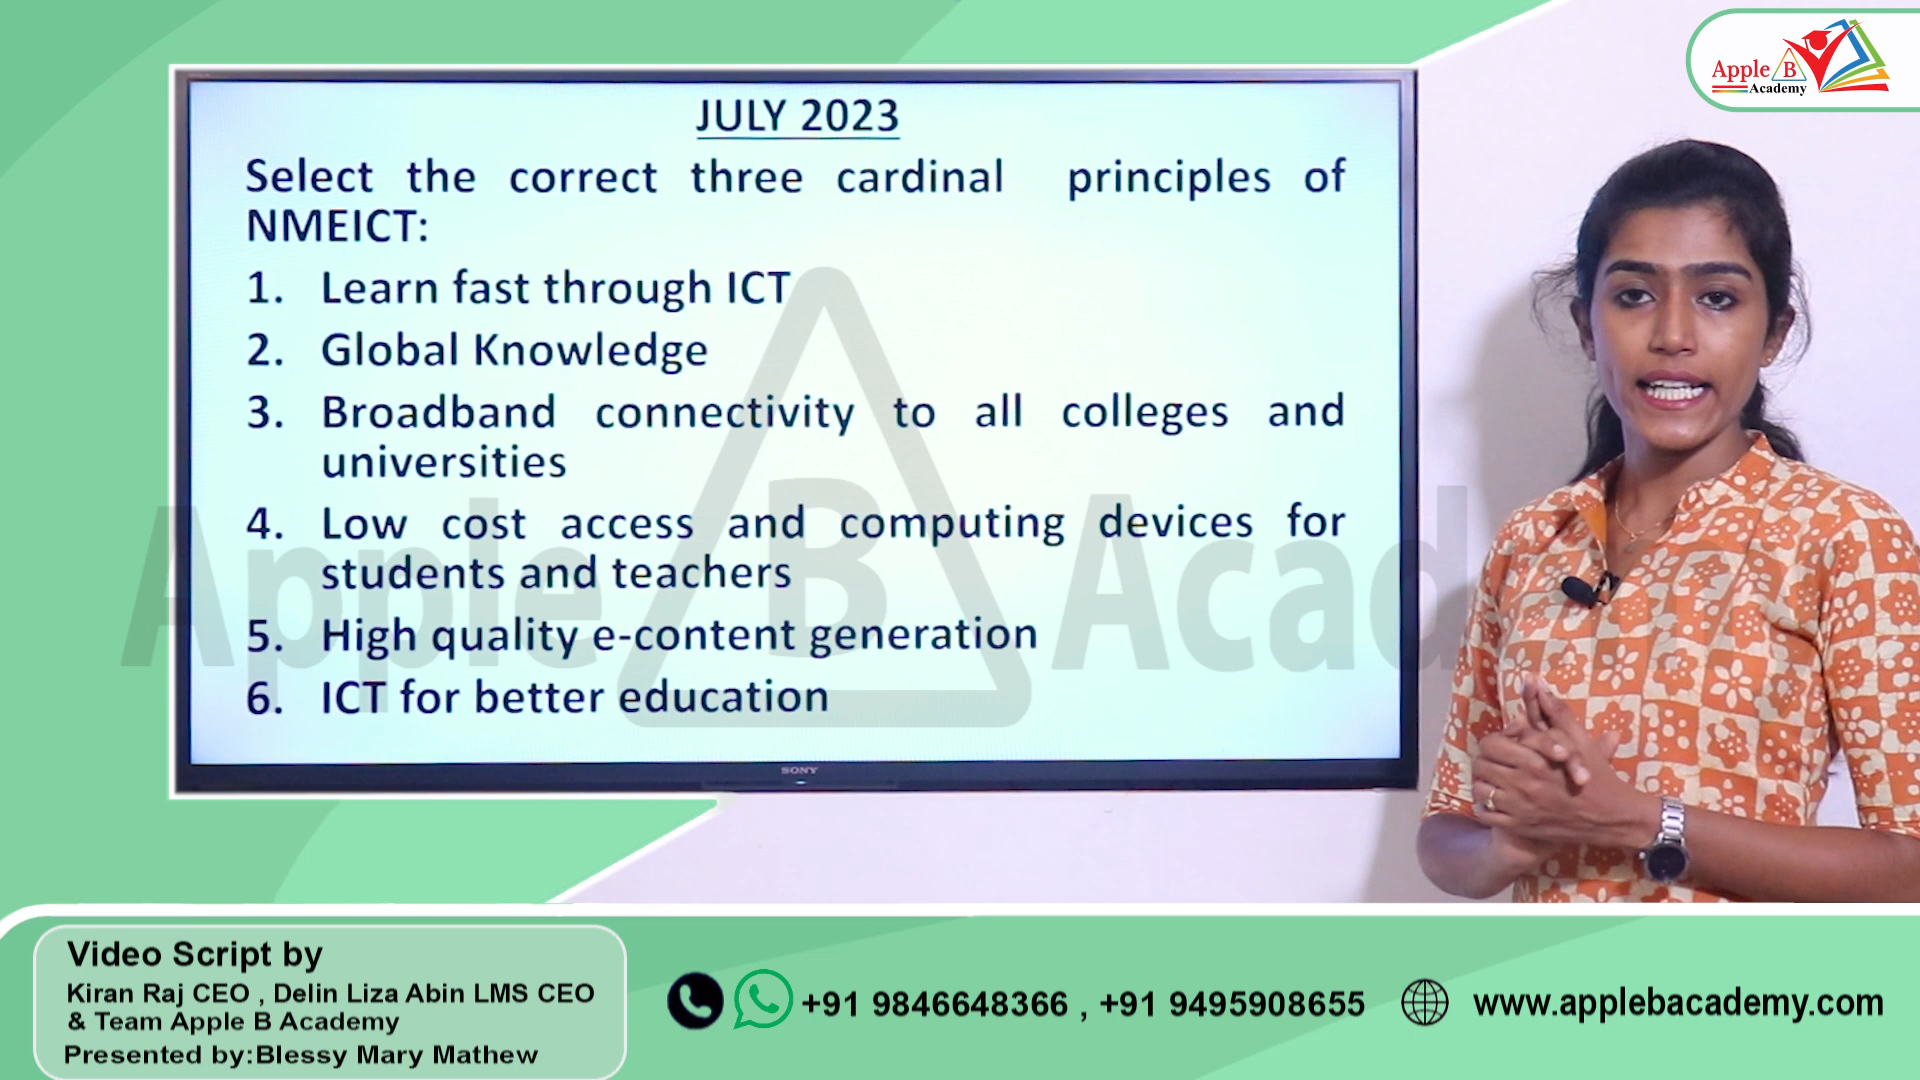 Apple B
Academy
JULY 2023
Select the correct three cardinal principles of
NMEICT:
1. Learn fast through ICT
2. Global Knowledge
3. Broadband connectivity to all colleges and
universities
4. Low cost access and computing devices for
students and teachers
5. High quality e-content generation
6. ICT for better education
Apple B Acad
SONY
Video Script by
Kiran Raj CEO , Delin Liza Abin LMS CEO
& Team Apple B Academy
Presented by:Blessy Mary Mathew
+91 9846648366 , +91 9495908655
www.applebacademy.com